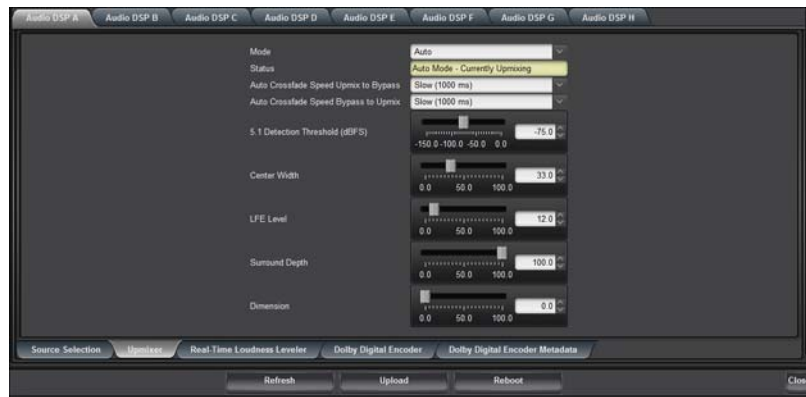 Audio DSP A Audio DSP B Audio DSP C Audio DSP D Audio DSP E Audio DSP F Audio DSP G Audio DSP H
Mode Auto
Status Auto Mode - Currently Upmixing
Auto Crossfade Speed Upmix to Bypass Slow (1000 ms)
Auto Crossfade Speed Bypass to Upmix Slow (1000 ms)
5.1 Detection Threshold (dBFS) -75.0
-150.0 -100.0 -50.0 0.0
Center Width 33.0
0.0 50.0 100.0
LFE Level 12.0
0.0 50.0 100.0
Surround Depth 100.0
0.0 50.0 100.0
Dimension 0.0
0.0 50.0 100.0
Source Selection Upmixer Real-Time Loudness Leveler Dolby Digital Encoder Dolby Digital Encoder Metadata
Refresh Upload Reboot Clos